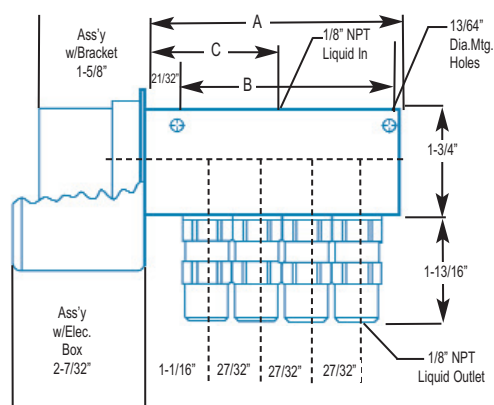 A
Ass'y
w/Bracket
1-5/8"
C
1/8" NPT
Liquid In
13/64"
Dia.Mtg.
Holes
21/32"
B
1-3/4"
1-13/16"
Ass'y
w/Elec.
Box
2-7/32"
1-1/16"
27/32"
27/32"
27/32"
1/8" NPT
Liquid Outlet